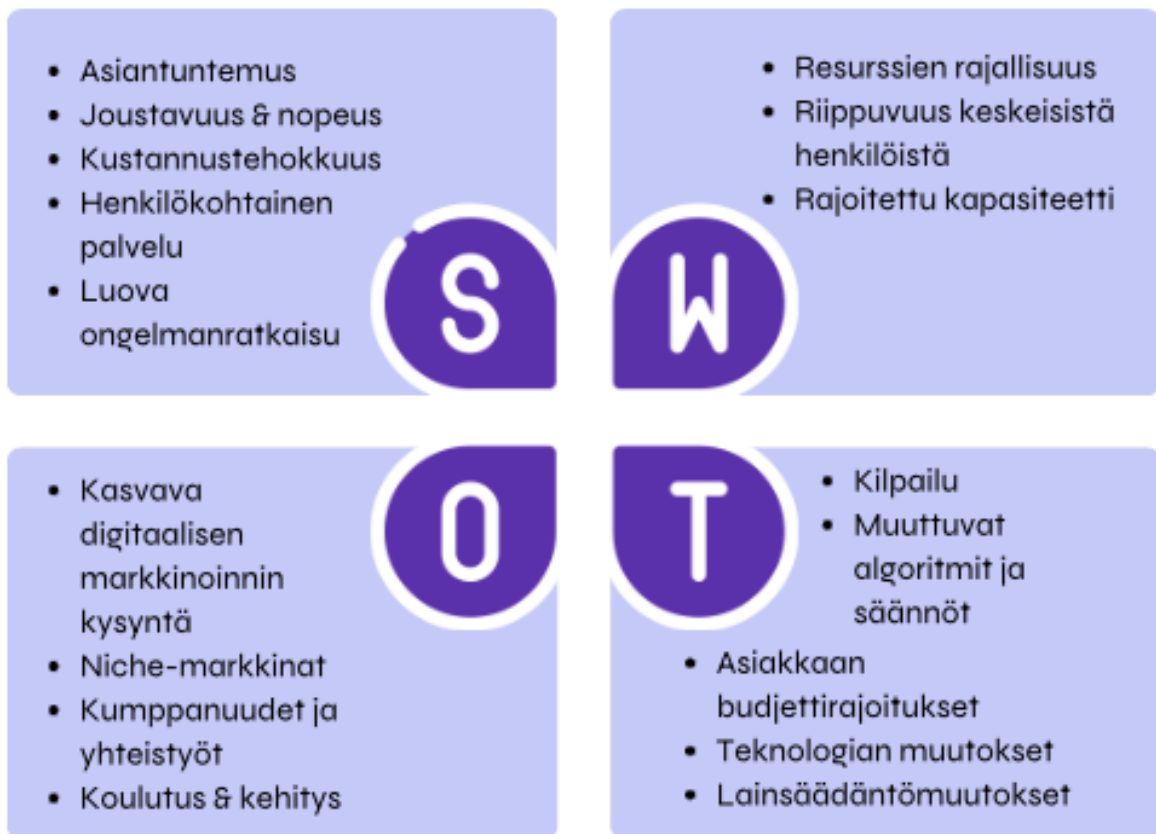 • Asiantuntemus
• Joustavuus & nopeus
• Kustannustehokkuus
• Henkilökohtainen
palvelu
• Luova
ongelmanratkaisu
S
• Resurssien rajallisuus
• Riippuvuus keskeisistä
henkilöistä
• Rajoitettu kapasiteetti
W
• Kasvava
digitaalisen
markkinoinnin
kysyntä
• Niche-markkinat
• Kumppanuudet ja
yhteistyöt
• Koulutus & kehitys
O
T
• Kilpailu
• Muuttuvat
algoritmit ja
säännöt
• Asiakkaan
budjettirajoitukset
• Teknologian muutokset
• Lainsäädäntömuutokset